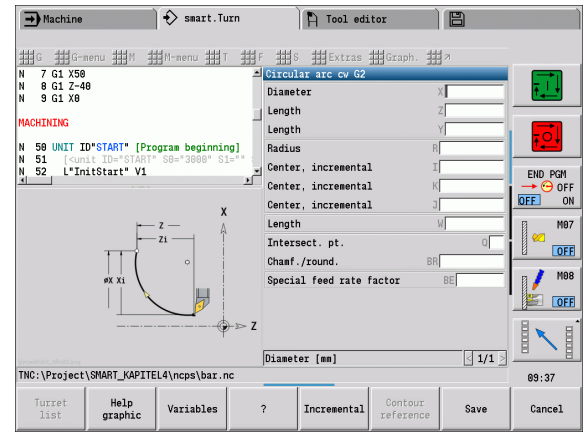 Machine
smart.Turn
Tool editor
G G-menu M M-menu T F S Extras Graph.
N 7 G1 X50
N 8 G1 Z-40
N 9 G1 X0
MACHINING
N 50 UNIT ID"START" [Program beginning]
N 51 [<unit ID="START" S0="3000" S1=""
N 52 L"InitStart" V1
Circular arc cw G2
Diameter X
Length Z
Length Y
Radius R
Center, incremental I
Center, incremental K
Center, incremental J
Length W
Intersect. pt. Q
Chamf./round. BR
Special feed rate factor BE
Diameter [mm] < 1/1 >
X
Z
Zi
øX Xi
Z
TNC:\Project\SMART_KAPITEL4\ncps\bar.nc
END PGM
OFF
OFF ON
M07
OFF
M08
OFF
09:37
Turret list
Help graphic
Variables
?
Incremental
Contour reference
Save
Cancel